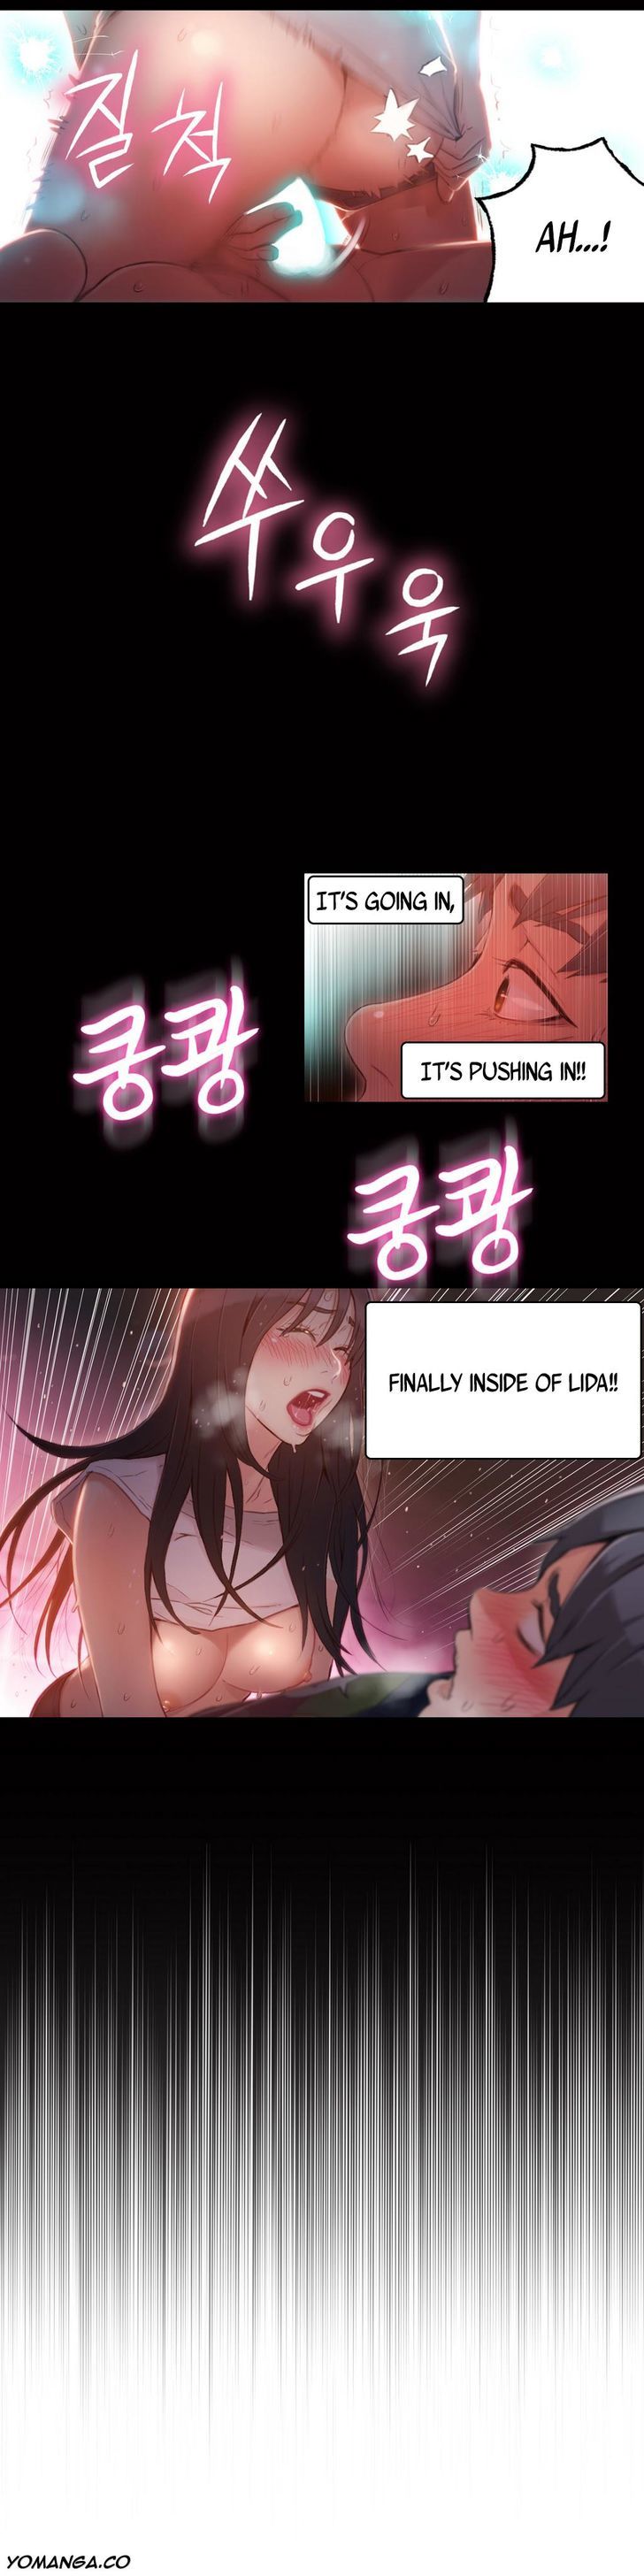 질척
AH...!
쑤우욱
IT'S GOING IN,
쿵쾅
IT'S PUSHING IN!!
쿵쾅
FINALLY INSIDE OF LIDA!!
YOMANGA.CO